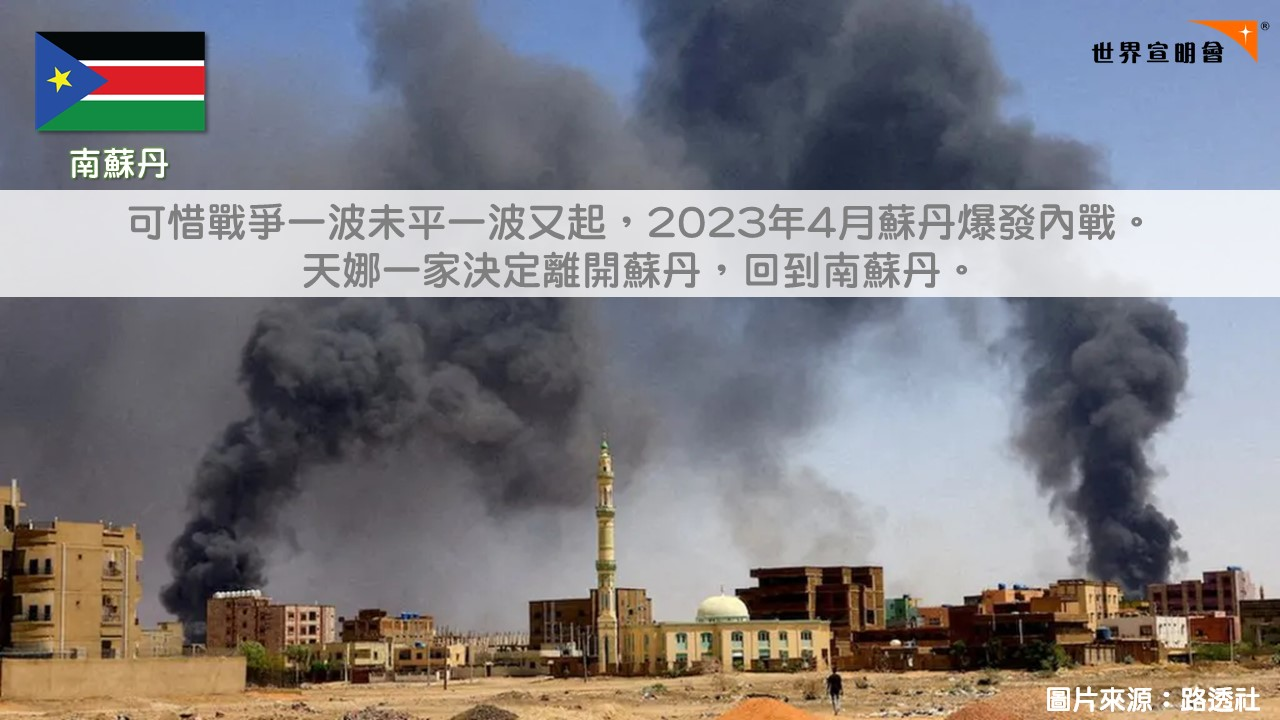 世界宣明會®
南蘇丹
可惜戰爭一波未平一波又起，2023年4月蘇丹爆發內戰。
天娜一家決定離開蘇丹，回到南蘇丹。
圖片來源：路透社